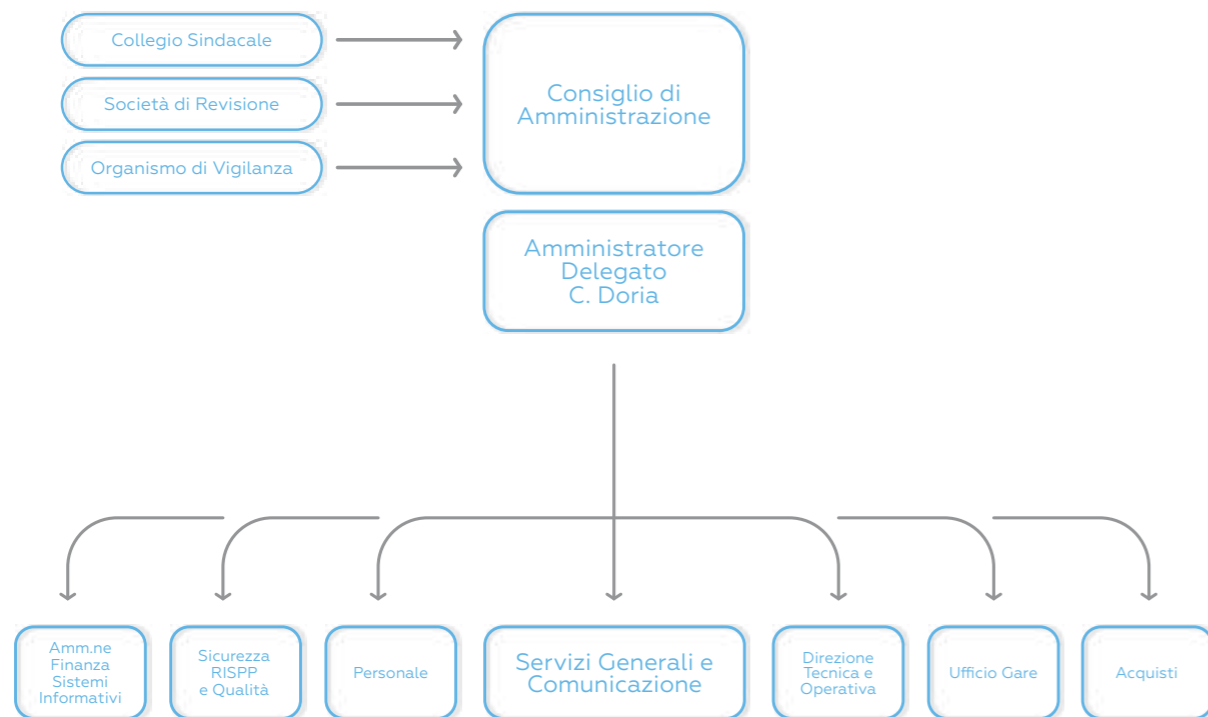 Collegio Sindacale
Società di Revisione
Organismo di Vigilanza
Consiglio di
Amministrazione
Amministratore
Delegato
C. Doria
Amm.ne
Finanza
Sistemi
Informativi
Sicurezza
RISPP
e Qualità
Personale
Servizi Generali e
Comunicazione
Direzione
Tecnica e
Operativa
Ufficio Gare
Acquisti